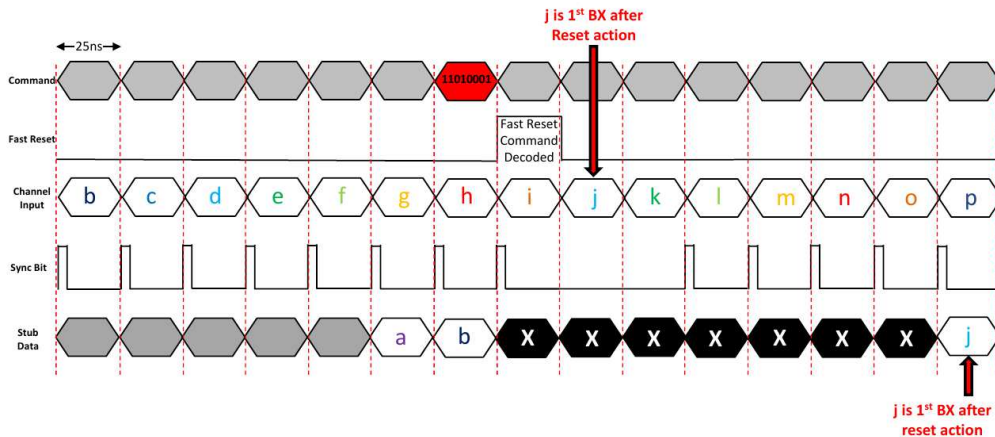 j is 1st BX after
Reset action
25ns
Command
11010001
Fast Reset
Fast Reset
Command
Decoded
Channel
Input
b c d e f g h i j k l m n o p
Sync Bit
Stub
Data
a b X X X X X X X j
j is 1st BX after
reset action